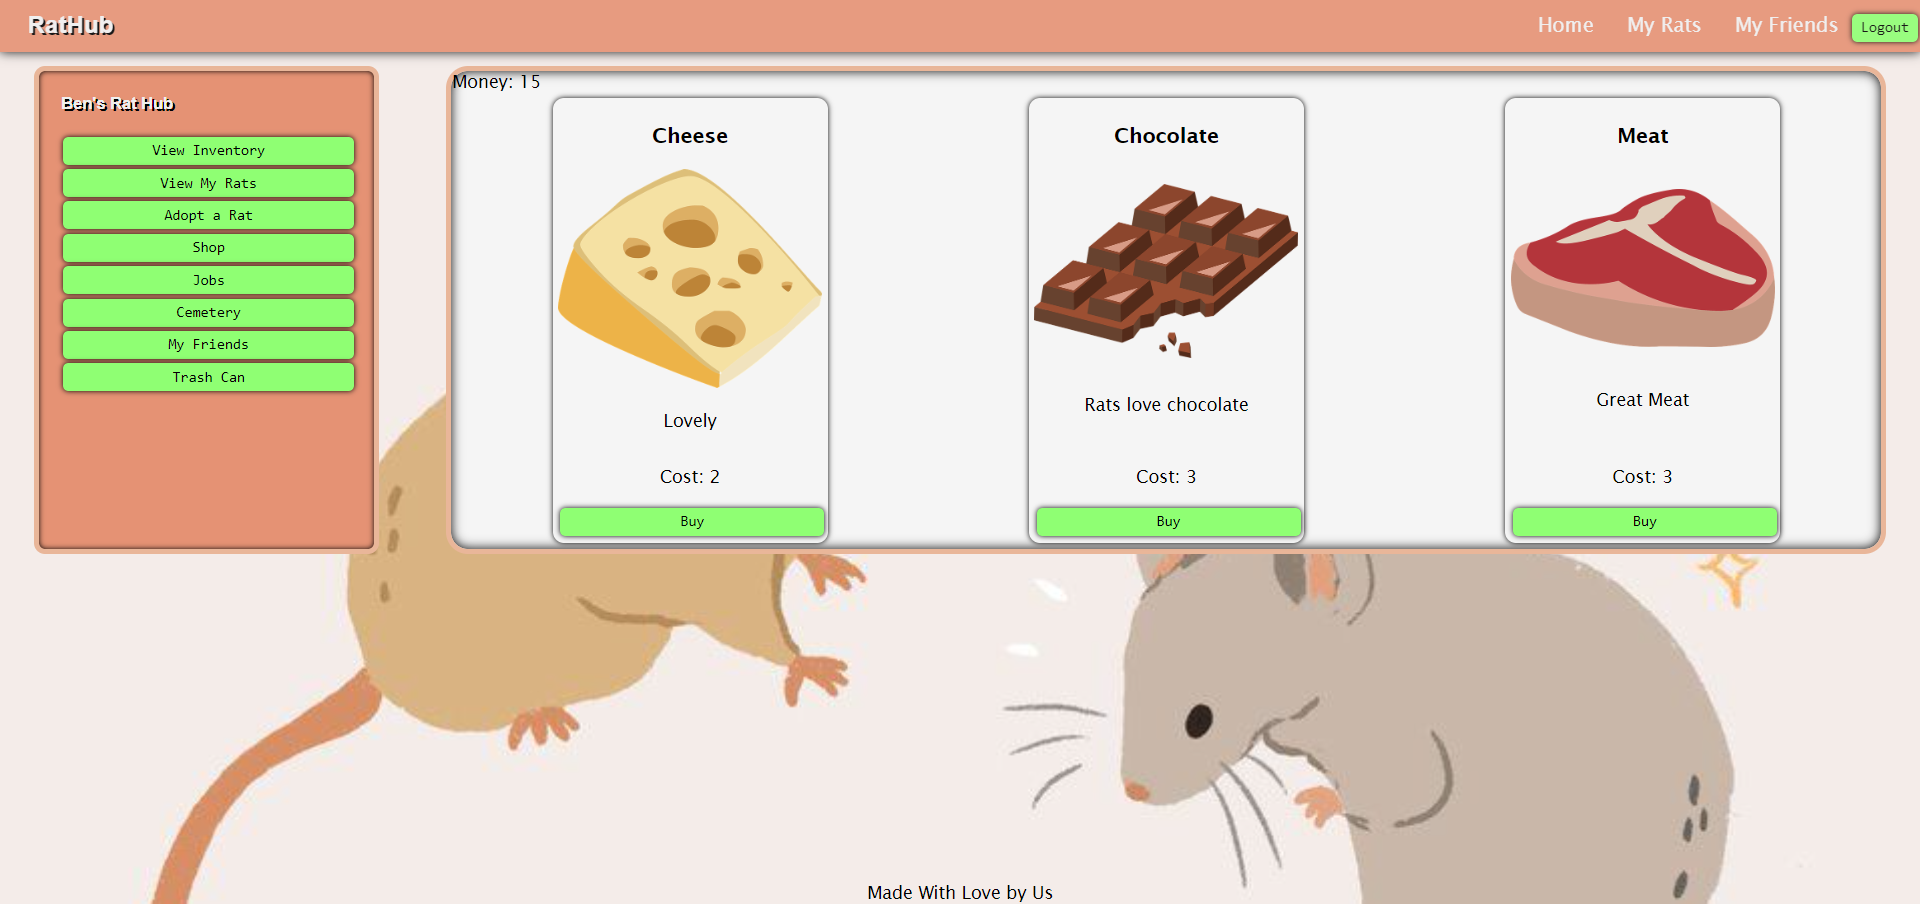 RatHub
Home
My Rats
My Friends
Logout
Ben's Rat Hub
View Inventory
View My Rats
Adopt a Rat
Shop
Jobs
Cemetery
My Friends
Trash Can
Money: 15
Cheese
Lovely
Cost: 2
Buy
Chocolate
Rats love chocolate
Cost: 3
Buy
Meat
Great Meat
Cost: 3
Buy
Made With Love by Us